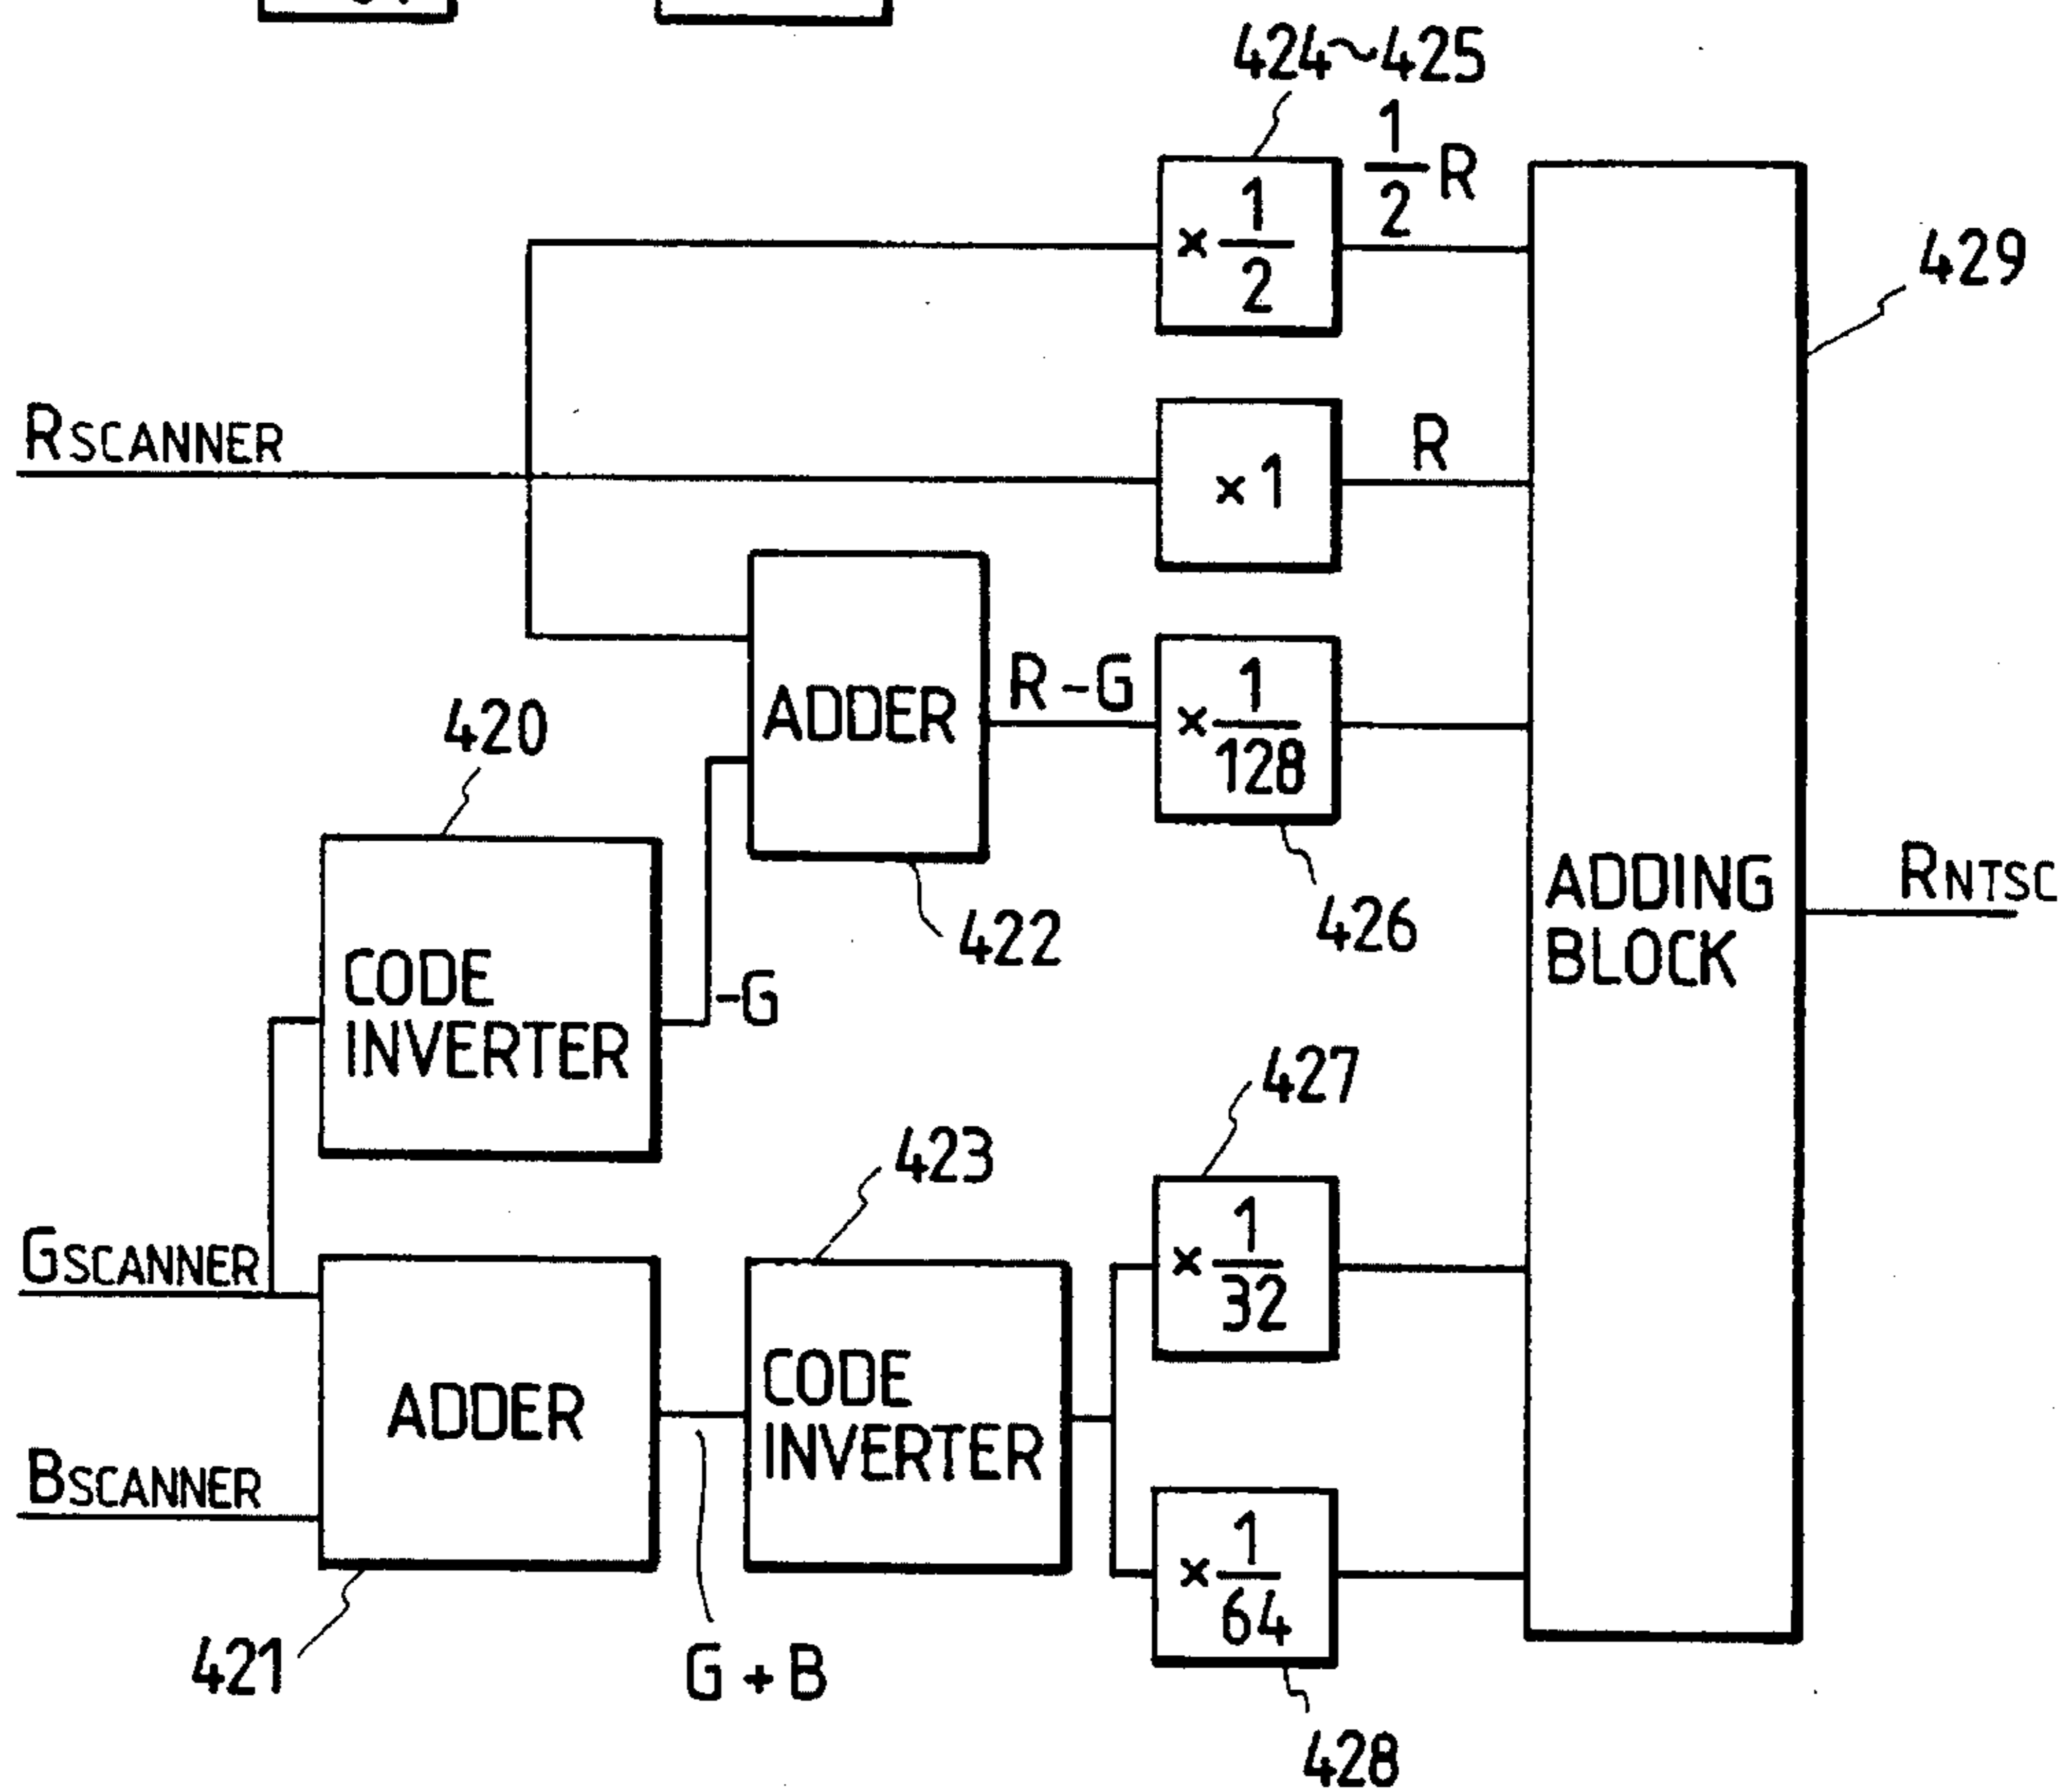 424~425
× 1/2
1/2 R
429
RSCANNER
× 1
R
ADDER
R-G
× 1/128
420
422
426
ADDING
BLOCK
RNTSC
CODE
INVERTER
-G
427
423
GSCANNER
× 1/32
ADDER
CODE
INVERTER
BSCANNER
× 1/64
421
G+B
428